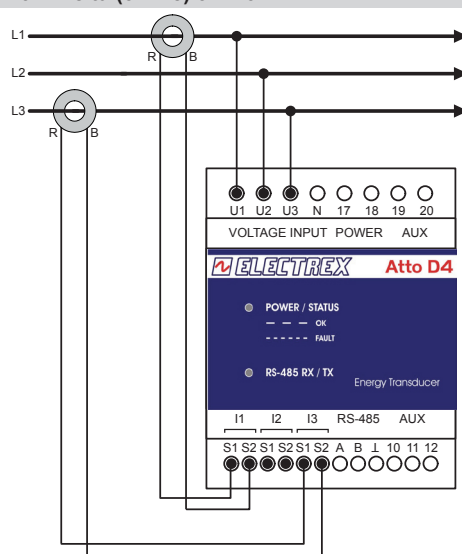 L1
R B
L2
L3
R B
U1 U2 U3 N 17 18 19 20
VOLTAGE INPUT POWER AUX
ELECTREX Atto D4
POWER / STATUS
OK
FAULT
RS-485 RX / TX
Energy Transducer
I1 I2 I3 RS-485 AUX
S1 S2 S1 S2 S1 S2 A B ⊥ 10 11 12